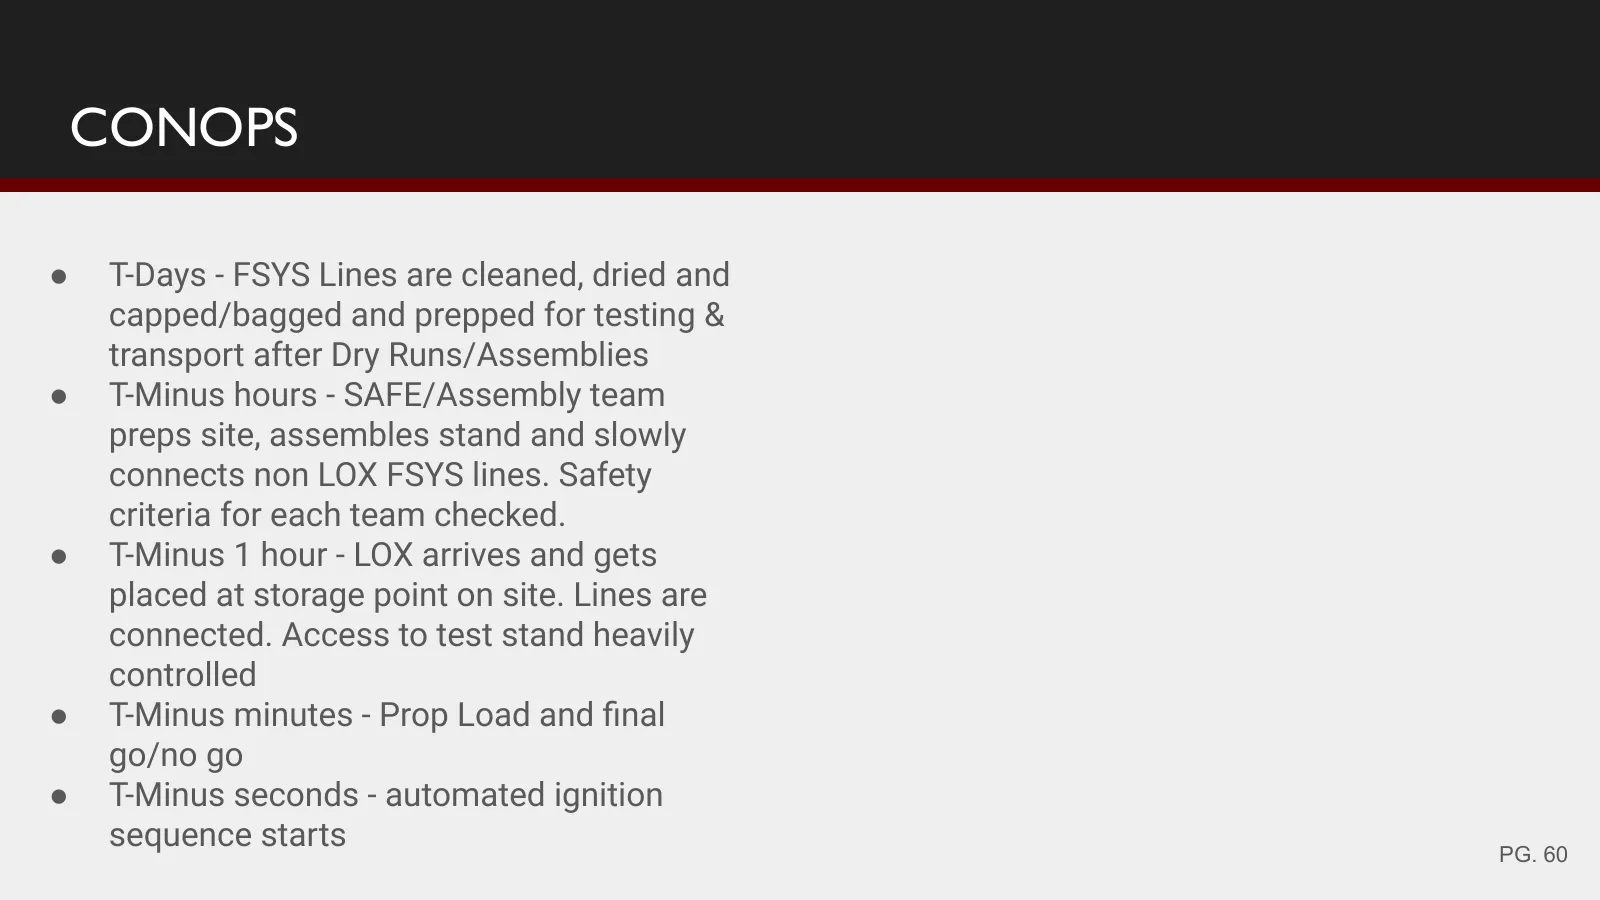 CONOPS
● T-Days - FSYS Lines are cleaned, dried and
capped/bagged and prepped for testing &
transport after Dry Runs/Assemblies
● T-Minus hours - SAFE/Assembly team
preps site, assembles stand and slowly
connects non LOX FSYS lines. Safety
criteria for each team checked.
● T-Minus 1 hour - LOX arrives and gets
placed at storage point on site. Lines are
connected. Access to test stand heavily
controlled
● T-Minus minutes - Prop Load and final
go/no go
● T-Minus seconds - automated ignition
sequence starts
PG. 60